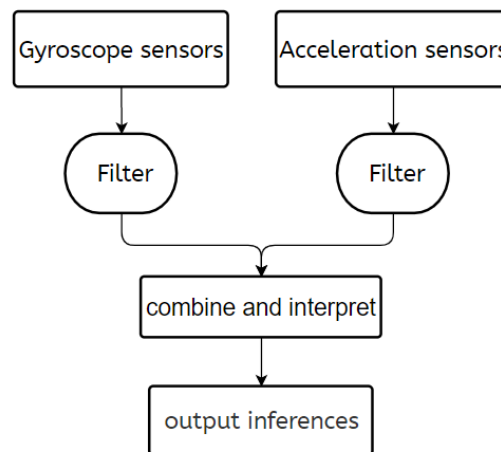 Gyroscope sensors
Acceleration sensors
Filter
Filter
combine and interpret
output inferences